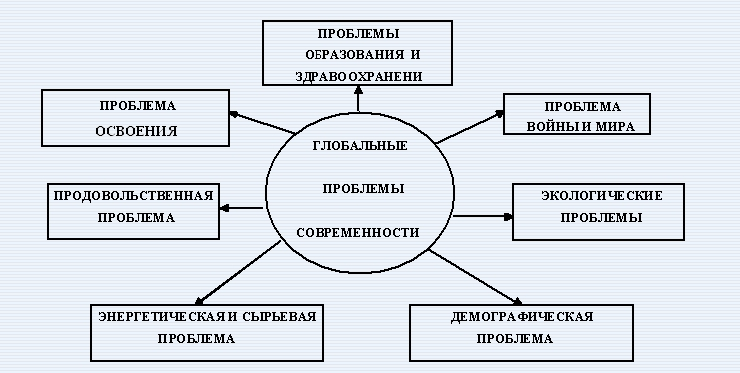 ПРОБЛЕМЫ
ОБРАЗОВАНИЯ И
ЗДРАВООХРАНЕНИ
ПРОБЛЕМА
ОСВОЕНИЯ
ПРОБЛЕМА
ВОЙНЫ И МИРА
ГЛОБАЛЬНЫЕ
ПРОБЛЕМЫ
СОВРЕМЕННОСТИ
ПРОДОВОЛЬСТВЕННАЯ
ПРОБЛЕМА
ЭКОЛОГИЧЕСКИЕ
ПРОБЛЕМЫ
ЭНЕРГЕТИЧЕСКАЯ И СЫРЬЕВАЯ
ПРОБЛЕМА
ДЕМОГРАФИЧЕСКАЯ
ПРОБЛЕМА